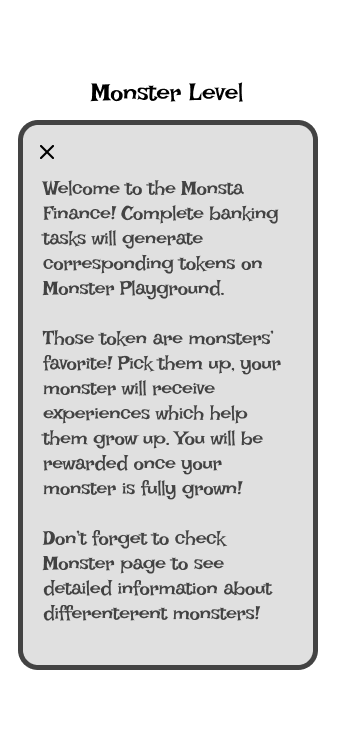 Monster Level
Welcome to the Monsta
Finance! Complete banking
tasks will generate
corresponding tokens on
Monster Playground.
Those token are monsters'
favorite! Pick them up, your
monster will receive
experiences which help
them grow up. You will be
rewarded once your
monster is fully grown!
Don't forget to check
Monster page to see
detailed information about
differenterent monsters!